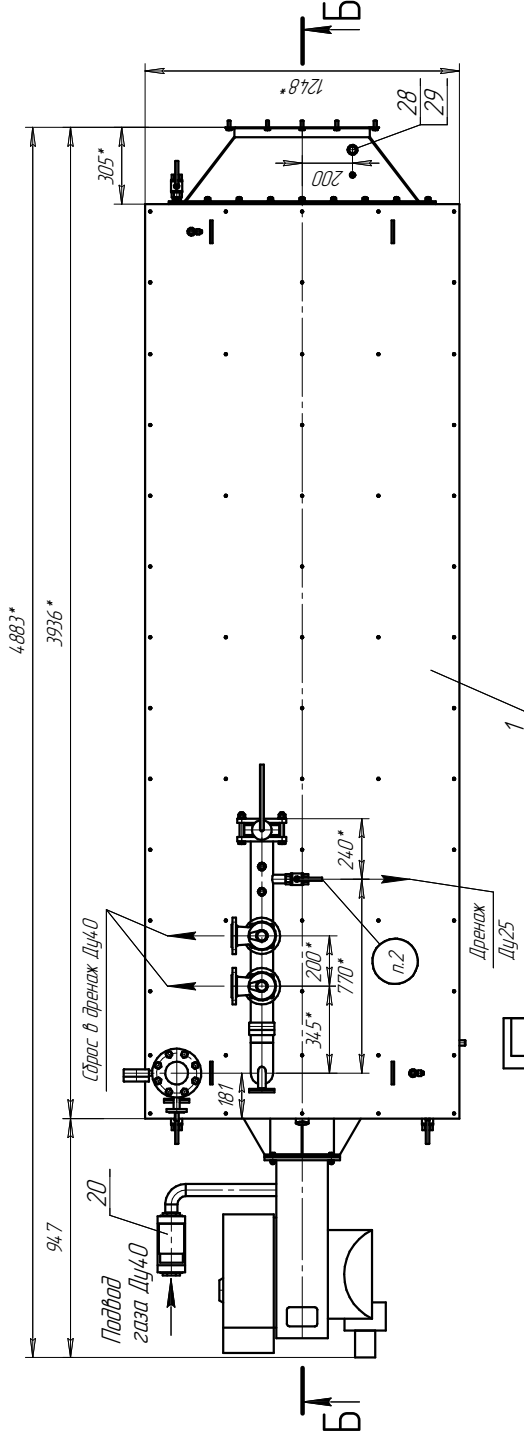 4883*
3936*
947
305*
1248*
Б
Б
28
29
200
Сброс в дренаж Ду40
20
Подвод
газа Ду40
181
345*
200*
770*
240*
п.2
Дренаж
Ду25
1